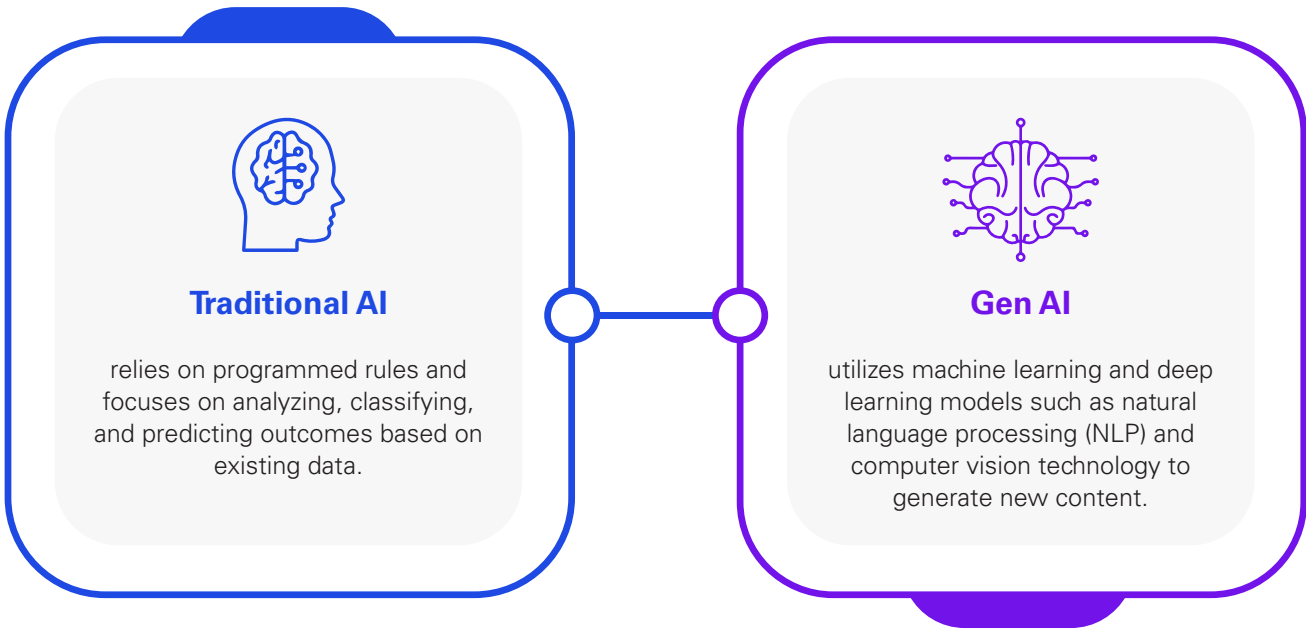 Traditional AI
relies on programmed rules and
focuses on analyzing, classifying,
and predicting outcomes based on
existing data.
Gen AI
utilizes machine learning and deep
learning models such as natural
language processing (NLP) and
computer vision technology to
generate new content.